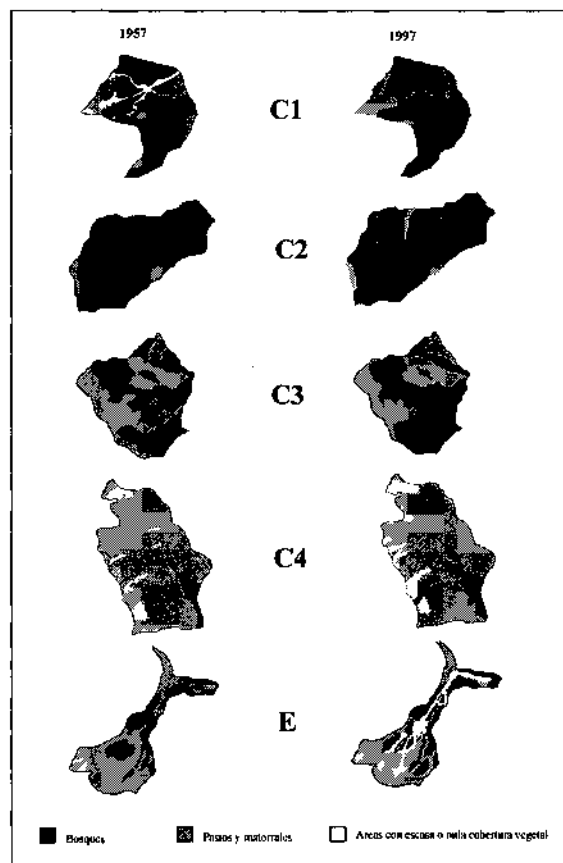 1957 1997
C1
C2
C3
C4
E
Bosques Pastos y matorrales Areas con escasa o nula cobertura vegetal